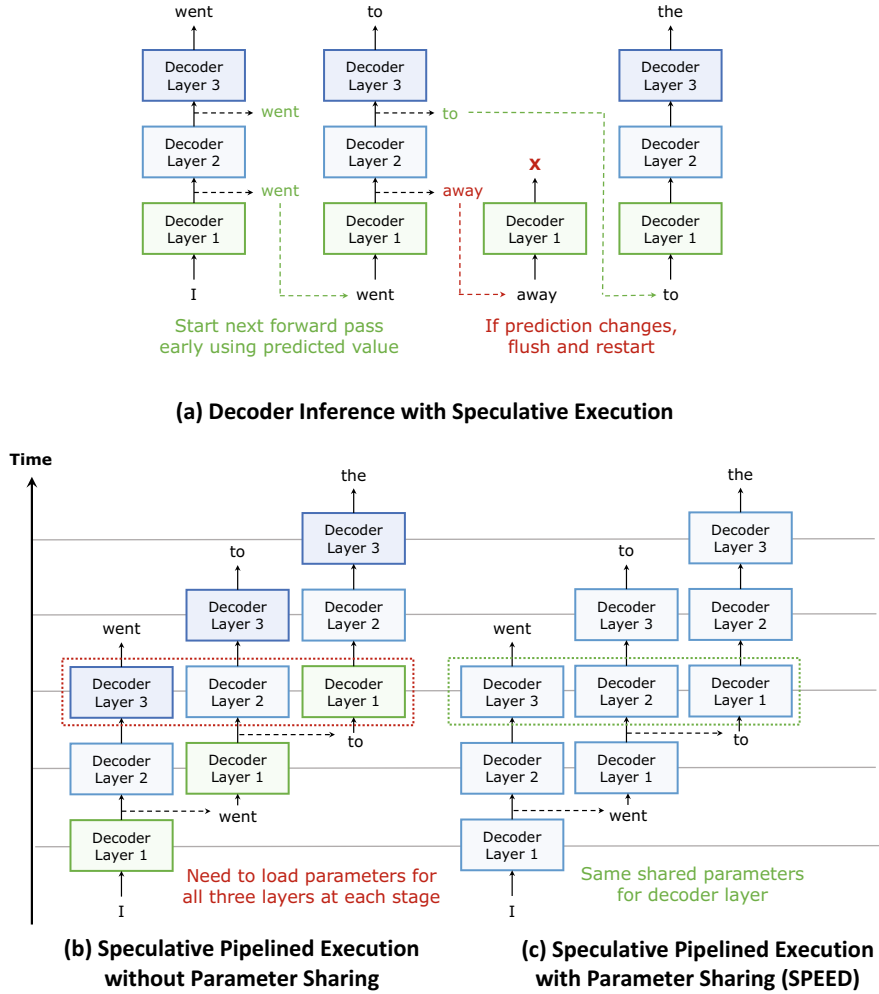 went
to
the
Decoder
Layer 3
Decoder
Layer 3
Decoder
Layer 3
went
to
Decoder
Layer 2
Decoder
Layer 2
X
Decoder
Layer 2
went
away
Decoder
Layer 1
Decoder
Layer 1
Decoder
Layer 1
Decoder
Layer 1
I
went
away
to
Start next forward pass
early using predicted value
If prediction changes,
flush and restart
(a) Decoder Inference with Speculative Execution
Time
the
Decoder
Layer 3
to
Decoder
Layer 3
Decoder
Layer 2
went
Decoder
Layer 3
Decoder
Layer 2
Decoder
Layer 1
to
Decoder
Layer 2
Decoder
Layer 1
went
Decoder
Layer 1
I
Need to load parameters for
all three layers at each stage
(b) Speculative Pipelined Execution
without Parameter Sharing
the
Decoder
Layer 3
to
Decoder
Layer 3
Decoder
Layer 2
went
Decoder
Layer 3
Decoder
Layer 2
Decoder
Layer 1
to
Decoder
Layer 2
Decoder
Layer 1
went
Decoder
Layer 1
I
Same shared parameters
for decoder layer
(c) Speculative Pipelined Execution
with Parameter Sharing (SPEED)